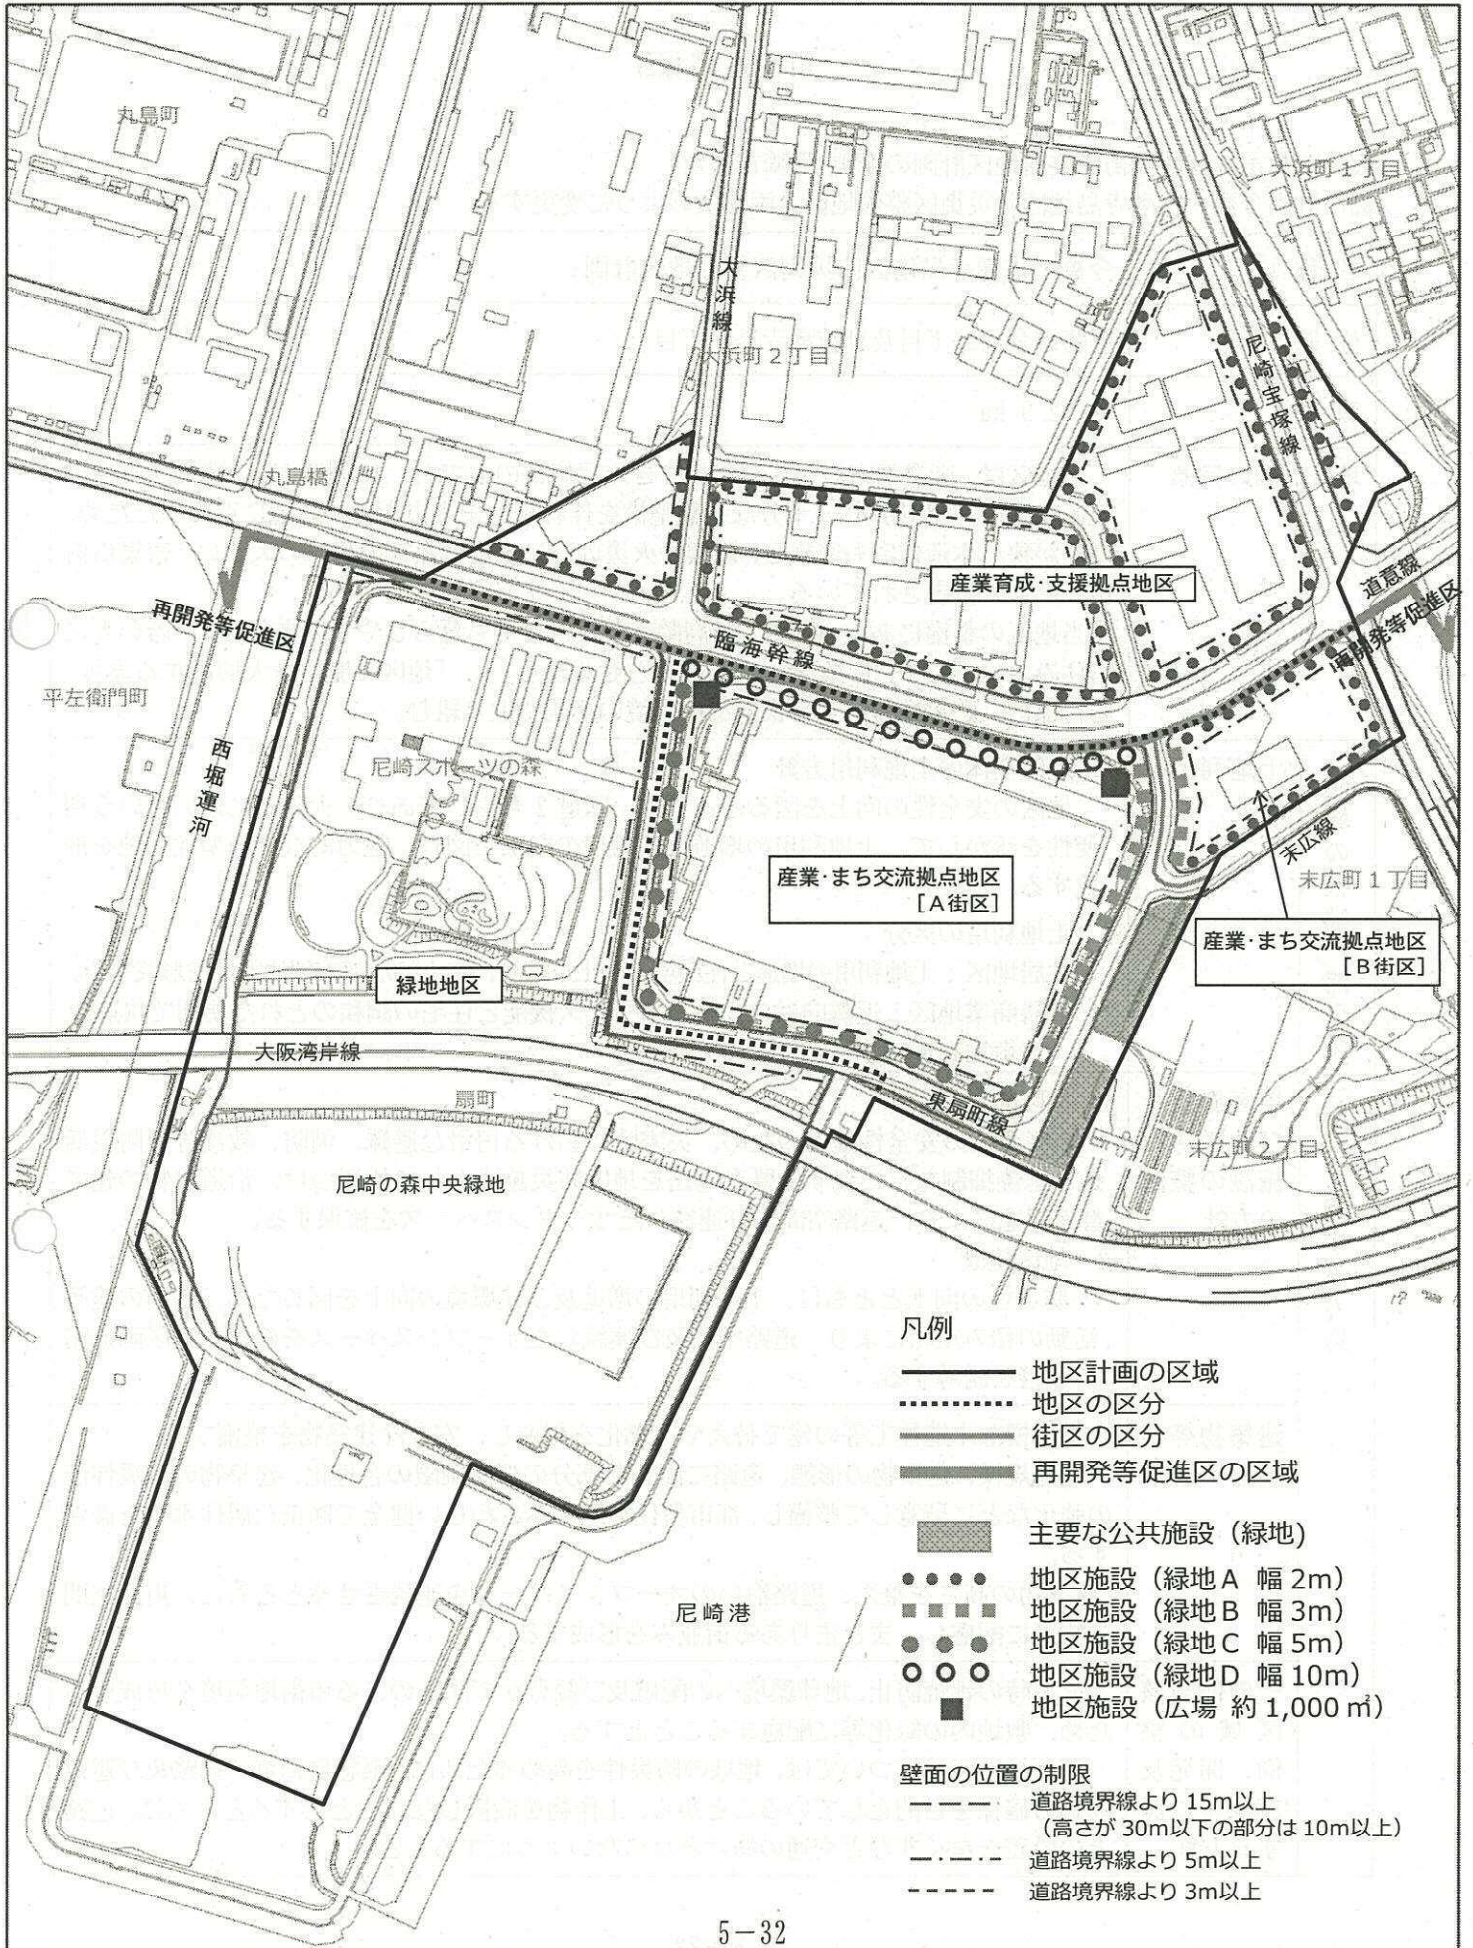 丸島町
大浜町1丁目
大浜線
大浜町2丁目
尼崎宝塚線
丸島橋
産業育成・支援拠点地区
道意線
再開発等促進区
再開発等促進区
臨海幹線
平左衛門町
西堀運河
尼崎スポーツの森
産業・まち交流拠点地区
[A街区]
末広線
末広町1丁目
産業・まち交流拠点地区
[B街区]
緑地地区
大阪湾岸線
扇町
東扇町線
末広町2丁目
尼崎の森中央緑地
尼崎港
凡例
地区計画の区域
地区の区分
街区の区分
再開発等促進区の区域
主要な公共施設（緑地)
地区施設（緑地A 幅2m）
地区施設（緑地B 幅3m）
地区施設（緑地C 幅5m）
地区施設（緑地D 幅10m）
地区施設（広場 約1,000㎡）
壁面の位置の制限
道路境界線より15m以上
（高さが30m以下の部分は10m以上）
道路境界線より5m以上
道路境界線より3m以上
5－32